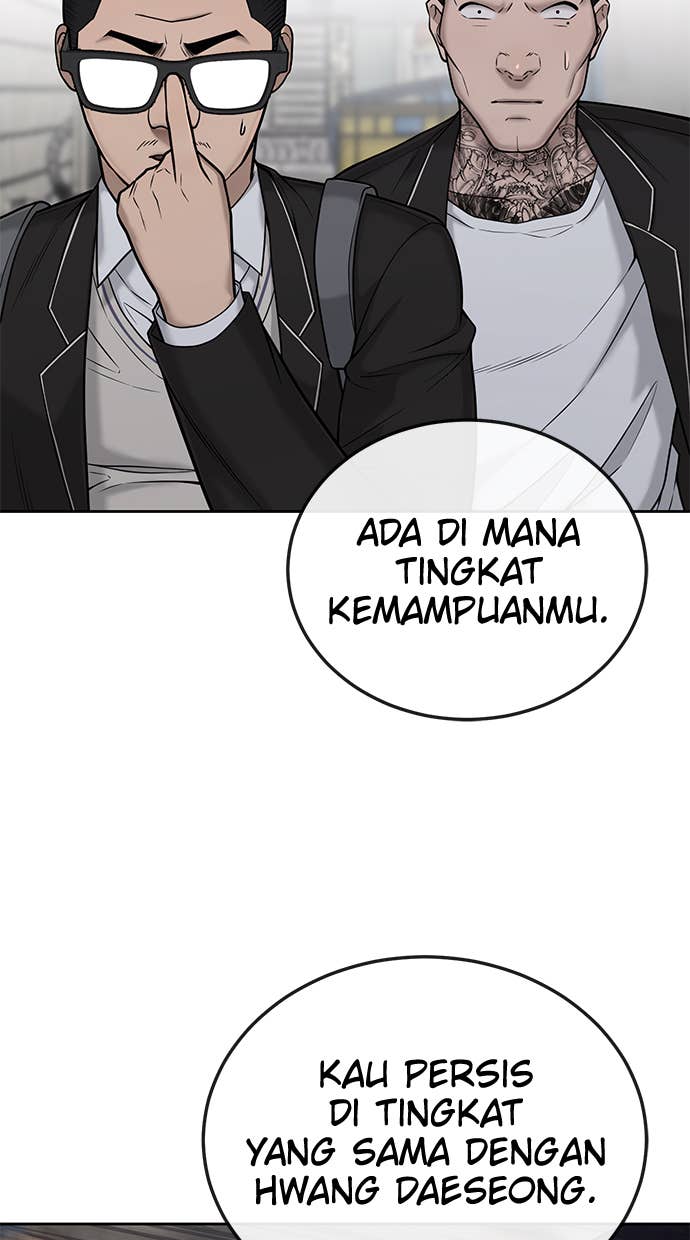 ADA DI MANA
TINGKAT
KEMAMPUANMU.
KAU PERSIS
DI TINGKAT
YANG SAMA DENGAN
HWANG DAESEONG.